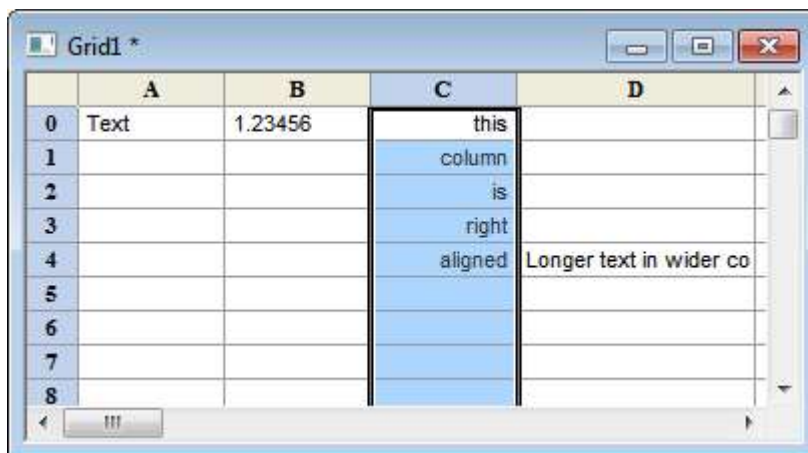 Grid1 *
A B C D
0 Text 1.23456 this
1 column
2 is
3 right
4 aligned Longer text in wider co
5
6
7
8